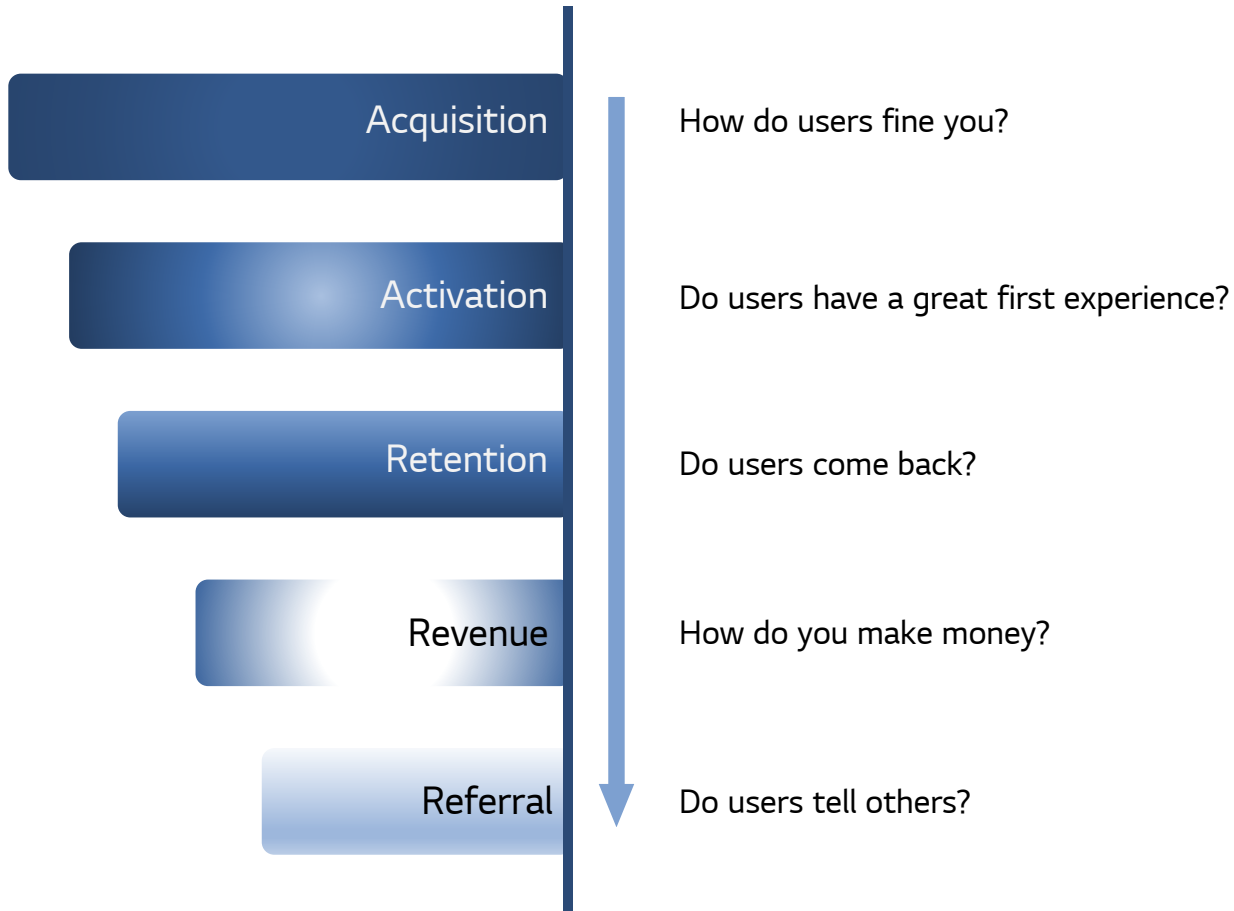 Acquisition
How do users fine you?
Activation
Do users have a great first experience?
Retention
Do users come back?
Revenue
How do you make money?
Referral
Do users tell others?